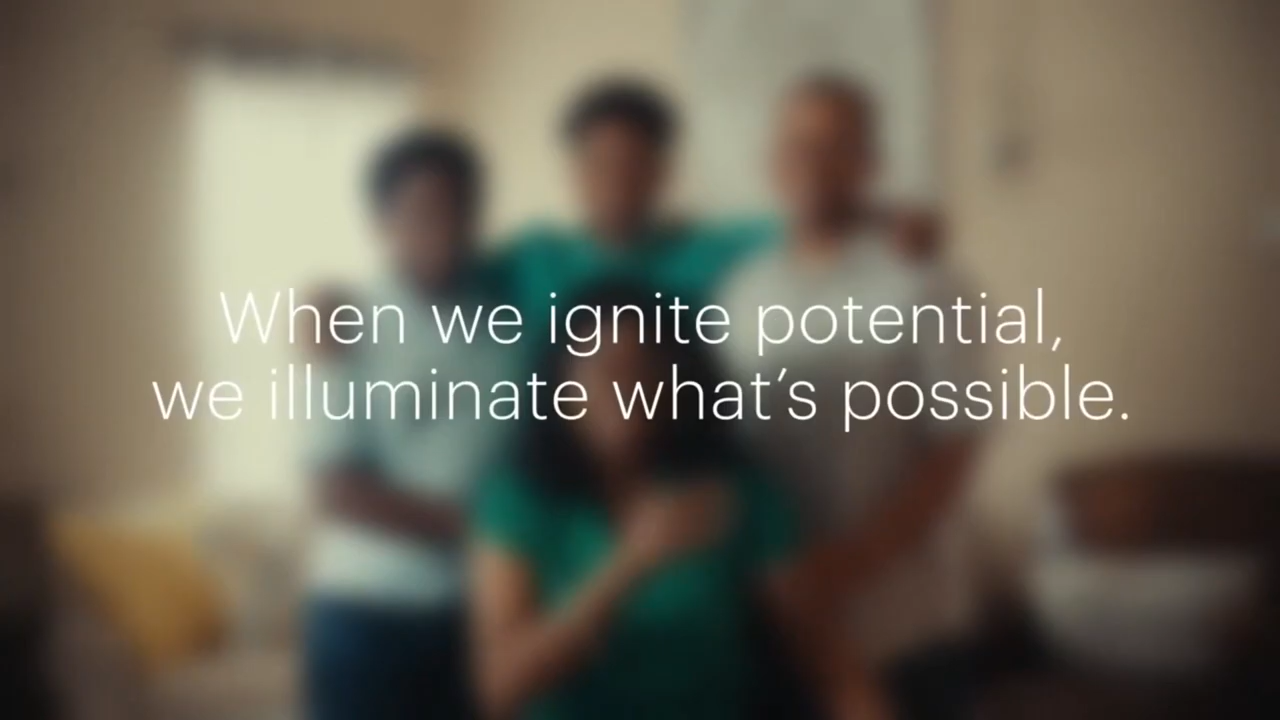 When we ignite potential,
we illuminate what’s possible.